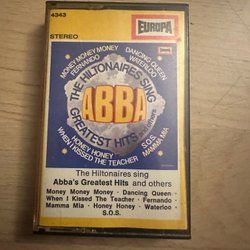 4343
EUROPA
STEREO
MONEY MONEY MONEY
DANCING QUEEN
FERNANDO
WATERLOO
THE HILTONAIRES SING
ABBA
GREATEST HITS
HONEY HONEY
S.O.S.
WHEN I KISSED THE TEACHER
MAMMA MIA
The Hiltonaires sing
Abba's Greatest Hits and others
Money Money Money · Dancing Queen
When I Kissed The Teacher · Fernando
Mamma Mia · Honey Honey · Waterloo
S.O.S.